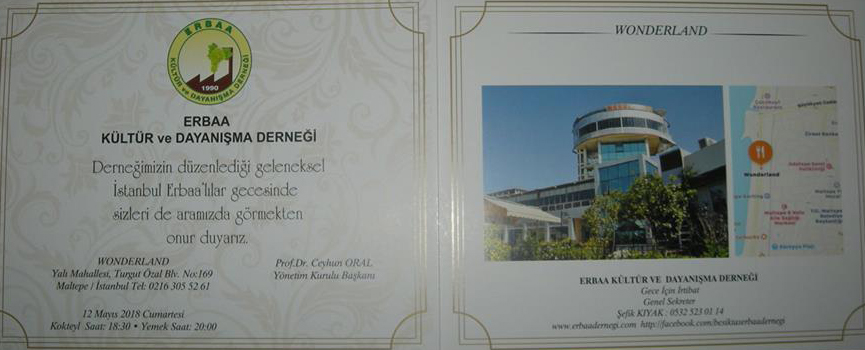 ERBAA
KÜLTÜR ve DAYANIŞMA DERNEĞİ
1990
ERBAA
KÜLTÜR ve DAYANIŞMA DERNEĞİ
Derneğimizin düzenlediği geleneksel
İstanbul Erbaa'lılar gecesinde
sizleri de aramızda görmekten
onur duyarız.
WONDERLAND
Yalı Mahallesi, Turgut Özal Blv. No:169
Maltepe / İstanbul Tel: 0216 305 52 61
Prof.Dr. Ceyhun ORAL
Yönetim Kurulu Başkanı
12 Mayıs 2018 Cumartesi
Kokteyl Saat: 18:30 • Yemek Saat: 20:00
WONDERLAND
Wonderland
ERBAA KÜLTÜR VE DAYANIŞMA DERNEĞİ
Gece İçin İrtibat
Genel Sekreter
Şefik KIYAK : 0532 523 01 14
www.erbaadernegi.com http://facebook.com/besiktaserbaadernegi